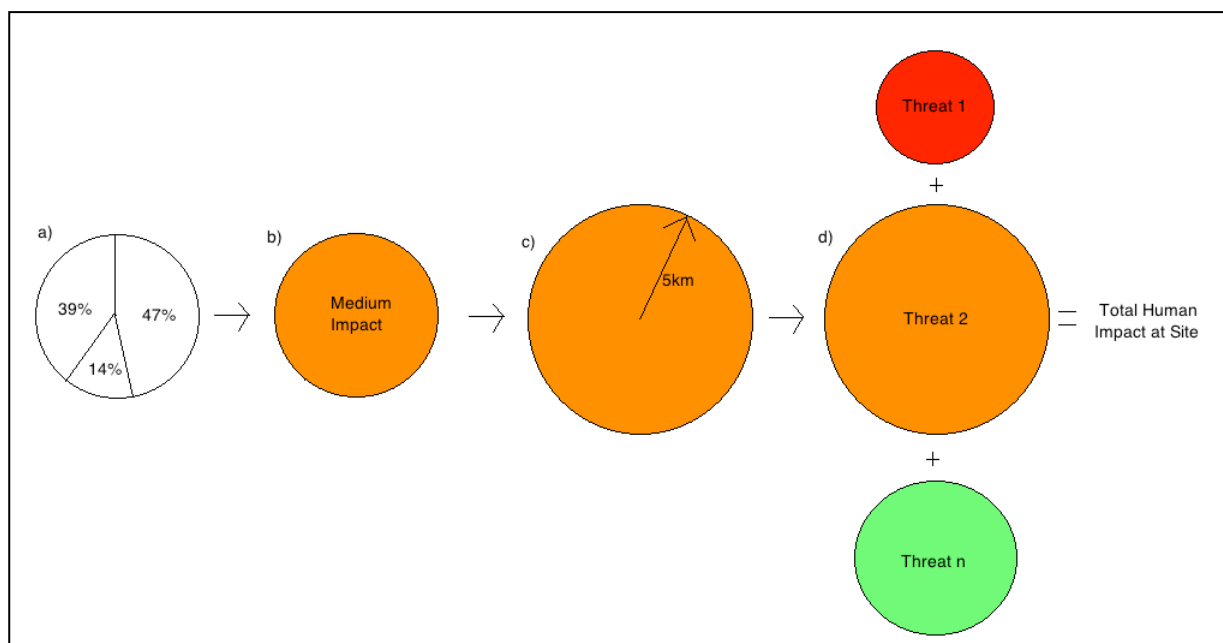 a)
39%
47%
14%
b)
Medium
Impact
c)
5km
d)
Threat 1
+
Threat 2
+
Threat n
=
Total Human
Impact at Site